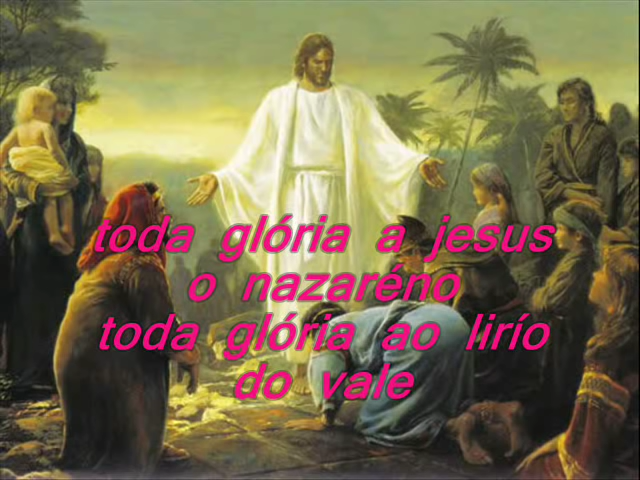 toda glória a jesus
o nazaréno
toda glória ao lirío
do vale